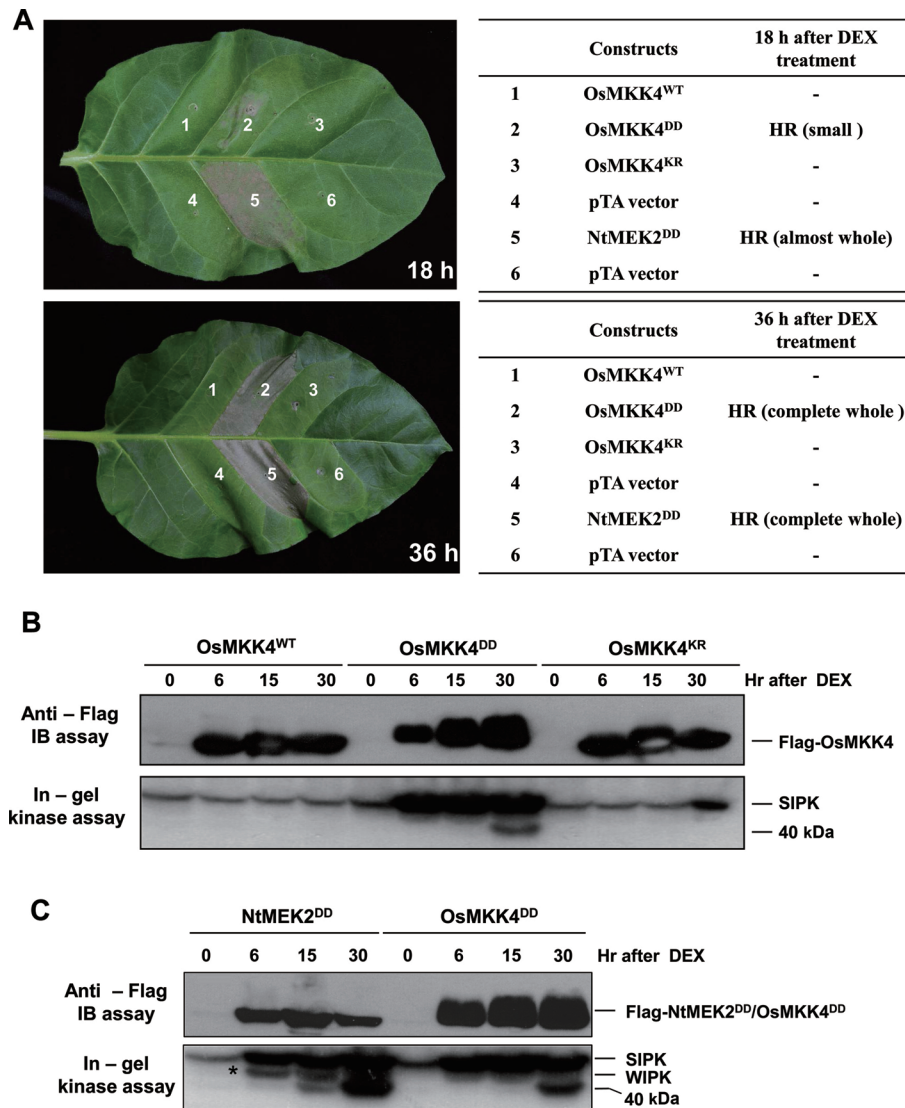 A
1
2
3
4
5
6
18 h
Constructs 18 h after DEX treatment
1 OsMKK4WT -
2 OsMKK4DD HR (small )
3 OsMKK4KR -
4 pTA vector -
5 NtMEK2DD HR (almost whole)
6 pTA vector -
1
2
3
4
5
6
36 h
Constructs 36 h after DEX treatment
1 OsMKK4WT -
2 OsMKK4DD HR (complete whole )
3 OsMKK4KR -
4 pTA vector -
5 NtMEK2DD HR (complete whole)
6 pTA vector -
B
OsMKK4WT OsMKK4DD OsMKK4KR
0 6 15 30 0 6 15 30 0 6 15 30 Hr after DEX
Anti – Flag
IB assay
Flag-OsMKK4
In – gel
kinase assay
SIPK
40 kDa
C
NtMEK2DD OsMKK4DD
0 6 15 30 0 6 15 30 Hr after DEX
Anti – Flag
IB assay
Flag-NtMEK2DD/OsMKK4DD
In – gel
kinase assay
*
SIPK
WIPK
40 kDa